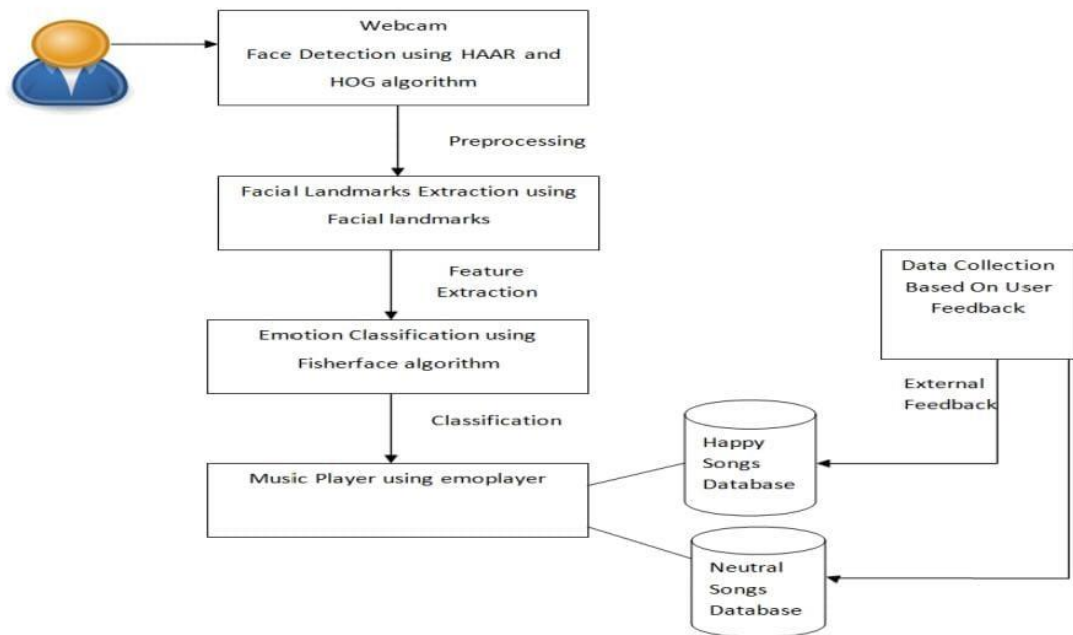 Webcam
Face Detection using HAAR and
HOG algorithm
Preprocessing
Facial Landmarks Extraction using
Facial landmarks
Feature
Extraction
Emotion Classification using
Fisherface algorithm
Classification
Music Player using emoplayer
Data Collection
Based On User
Feedback
External
Feedback
Happy
Songs
Database
Neutral
Songs
Database